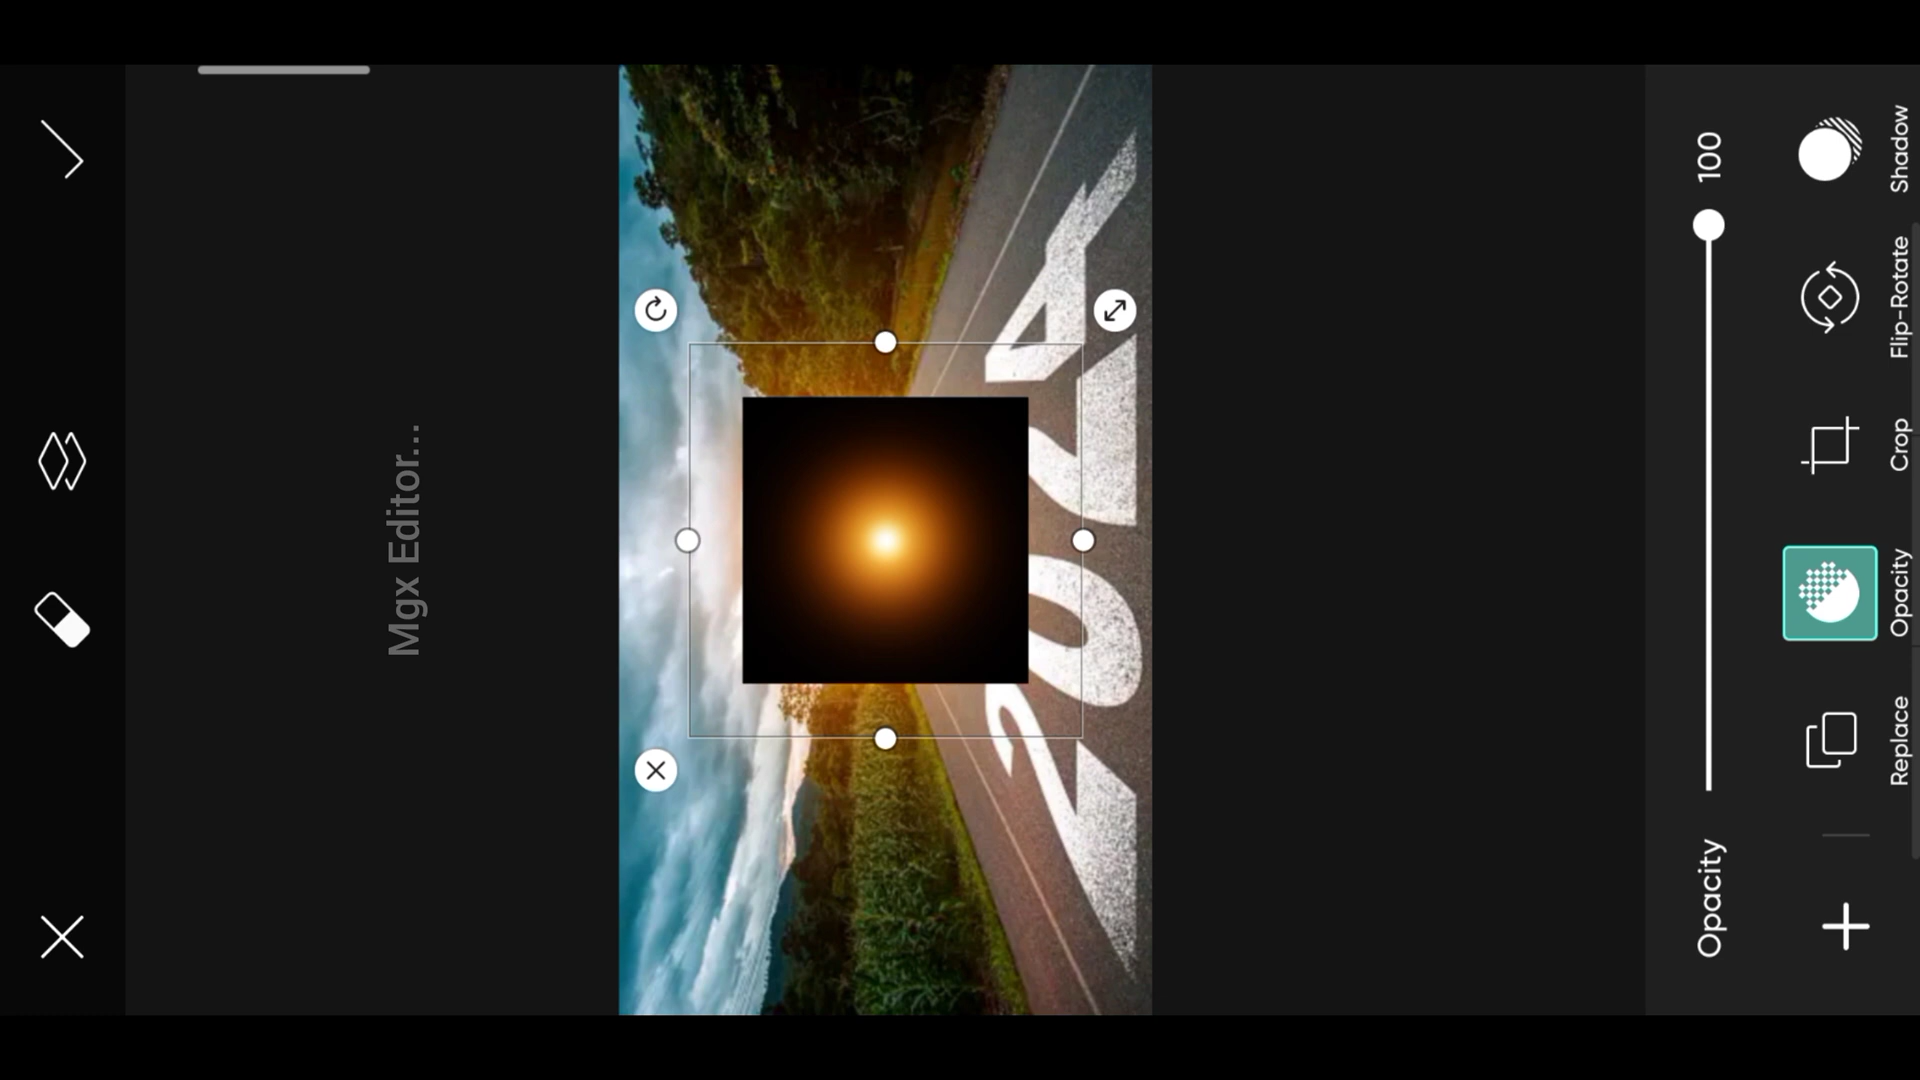 Mgx Editor...
2024
Opacity
100
Replace
Opacity
Crop
Flip-Rotate
Shadow